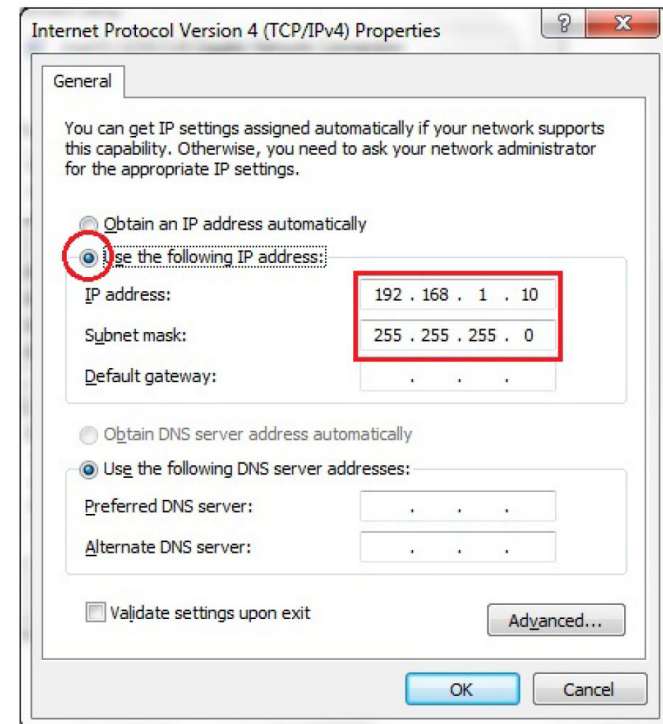 Internet Protocol Version 4 (TCP/IPv4) Properties
General
You can get IP settings assigned automatically if your network supports
this capability. Otherwise, you need to ask your network administrator
for the appropriate IP settings.
Obtain an IP address automatically
Use the following IP address:
IP address: 192 . 168 . 1 . 10
Subnet mask: 255 . 255 . 255 . 0
Default gateway: . . .
Obtain DNS server address automatically
Use the following DNS server addresses:
Preferred DNS server: . . .
Alternate DNS server: . . .
Validate settings upon exit
Advanced...
OK Cancel